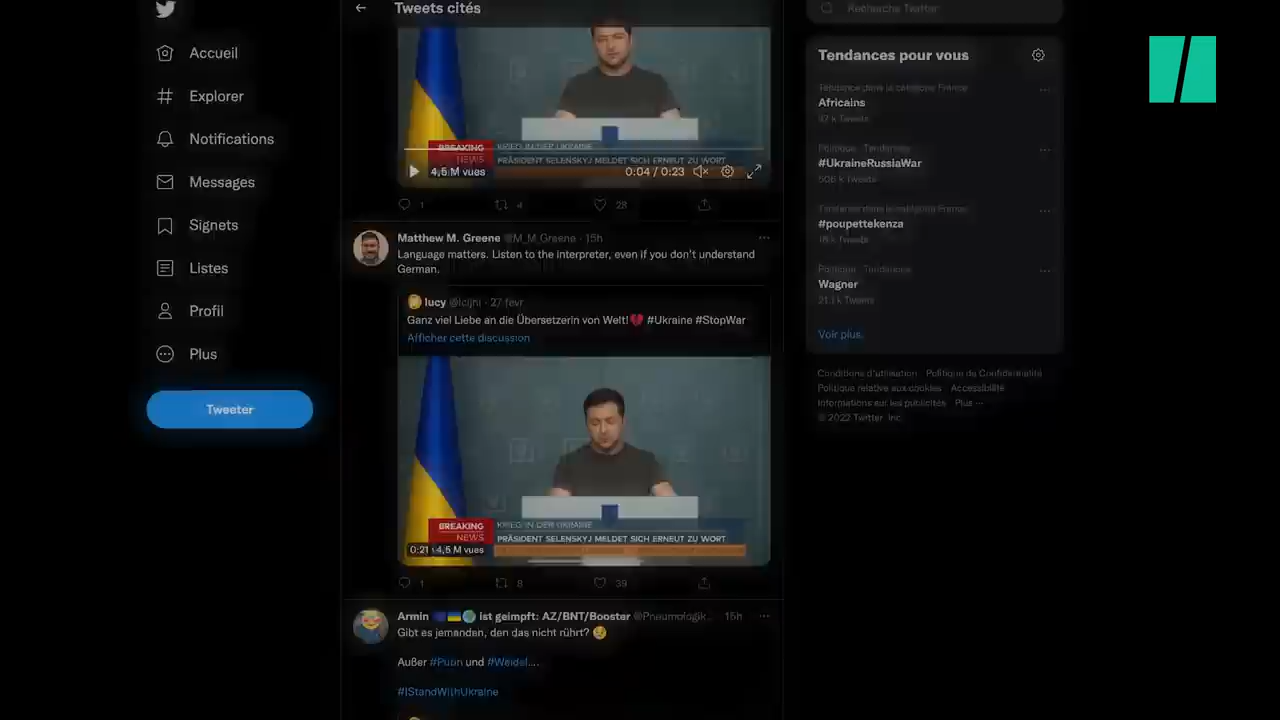 Tweets cités
Recherche Twitter
Accueil
Explorer
Notifications
Messages
Signets
Listes
Profil
Plus
Tweeter
BREAKING
NEWS
KRIEG IN DER UKRAINE
PRÄSIDENT SELENSKYJ MELDET SICH ERNEUT ZU WORT
4,5 M vues
0:04 / 0:23
1
4
28
Matthew M. Greene @M_M_Greene · 15h
Language matters. Listen to the interpreter, even if you don't understand
German.
lucy @lcijni · 27 févr
Ganz viel Liebe an die Übersetzerin von Welt!💔 #Ukraine #StopWar
Afficher cette discussion
BREAKING
NEWS
KRIEG IN DER UKRAINE
PRÄSIDENT SELENSKYJ MELDET SICH ERNEUT ZU WORT
0:21
4,5 M vues
1
8
39
Armin 🇪🇺🇺🇦🌍 ist geimpft: AZ/BNT/Booster @Pneumologik... 15h
Gibt es jemanden, den das nicht rührt? 😢
Außer #Putin und #Weidel....
#IStandWithUkraine
Tendances pour vous
Tendance dans la catégorie France
Africains
Politique · Tendances
#UkraineRussiaWar
506 k Tweets
Tendance dans la catégorie France
#poupettekenza
Politique · Tendances
Wagner
21,1 k Tweets
Voir plus
Conditions d'utilisation Politique de Confidentialité
Politique relative aux cookies Accessibilité
Informations sur les publicités Plus ...
© 2022 Twitter, Inc.